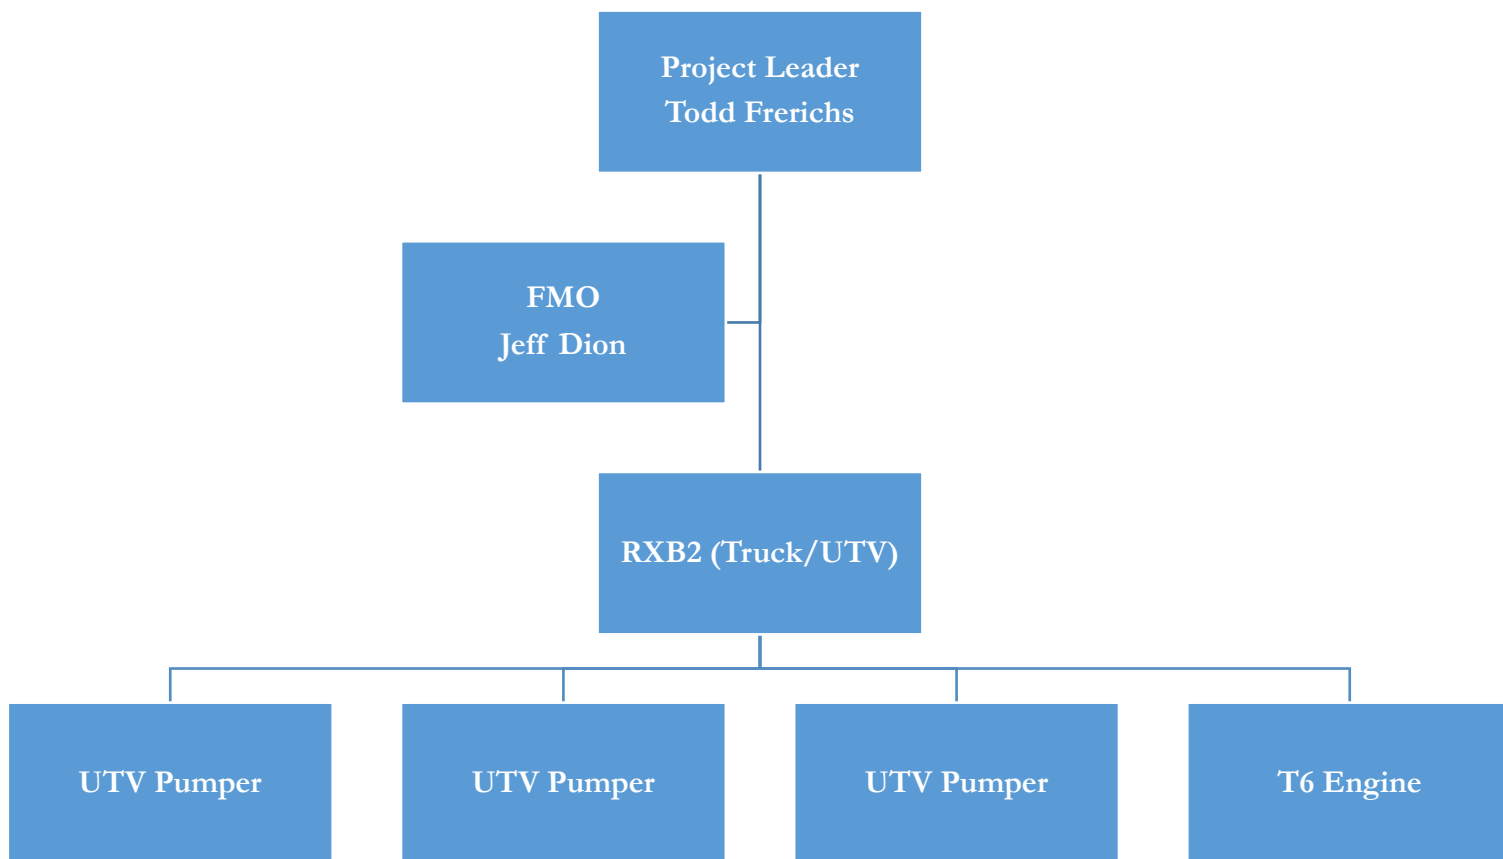 Project Leader
Todd Frerichs
FMO
Jeff Dion
RXB2 (Truck/UTV)
UTV Pumper
UTV Pumper
UTV Pumper
T6 Engine